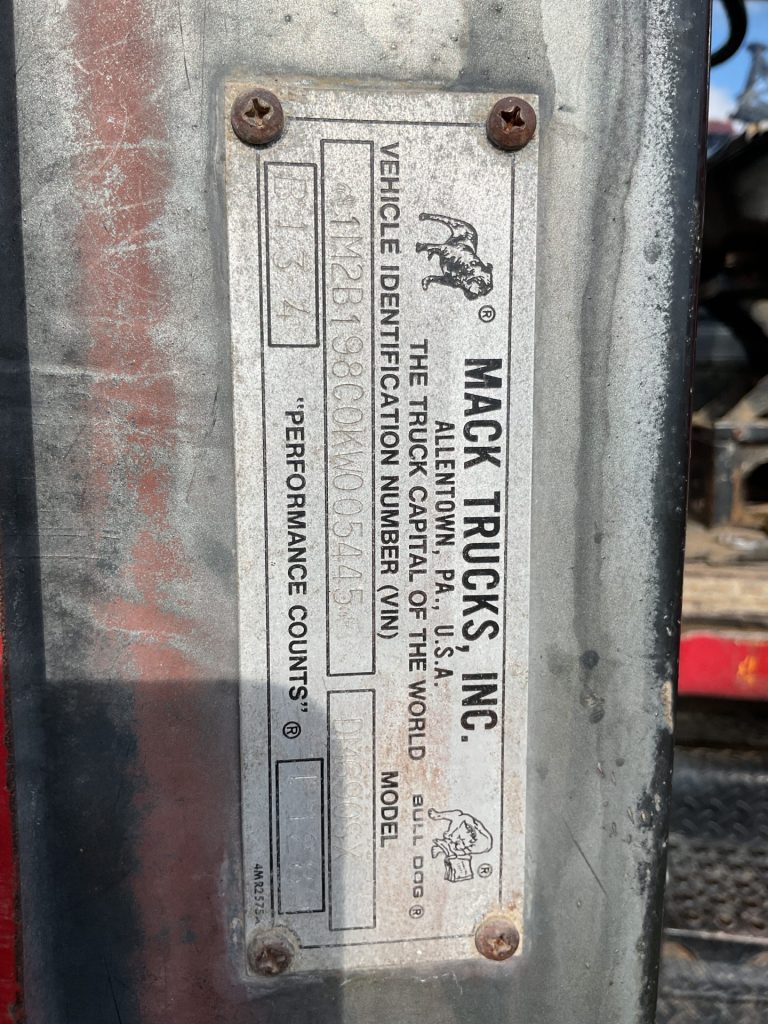 MACK TRUCKS, INC.
®
ALLENTOWN, PA., U.S.A.
®
THE TRUCK CAPITAL OF THE WORLD
BULL DOG ®
VEHICLE IDENTIFICATION NUMBER (VIN)
MODEL
*1M2B198C0KW005445*
B134
"PERFORMANCE COUNTS" ®